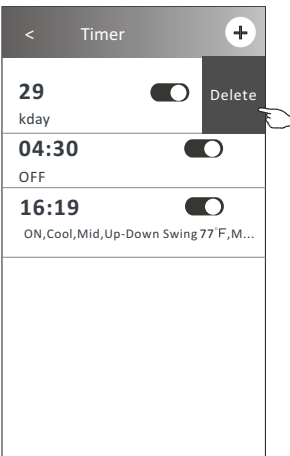 < Timer +
29 Delete
kday
04:30
OFF
16:19
ON,Cool,Mid,Up-Down Swing 77°F,M...